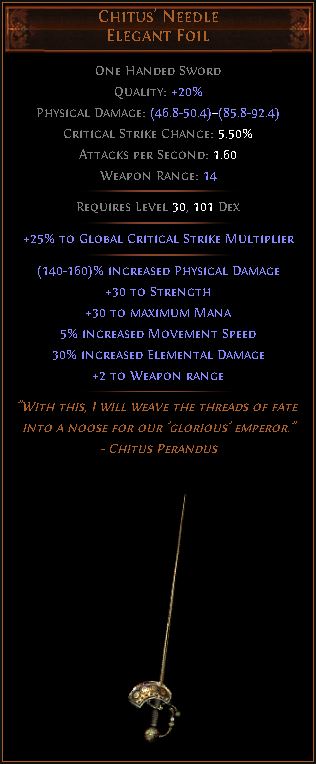 Chitus' Needle
Elegant Foil
One Handed Sword
Quality: +20%
Physical Damage: (46.8-50.4)–(85.8-92.4)
Critical Strike Chance: 5.50%
Attacks per Second: 1.60
Weapon Range: 14
Requires Level 30, 101 Dex
+25% to Global Critical Strike Multiplier
(140-160)% increased Physical Damage
+30 to Strength
+30 to maximum Mana
5% increased Movement Speed
30% increased Elemental Damage
+2 to Weapon range
"With this, I will weave the threads of fate
into a noose for our 'glorious' emperor."
- Chitus Perandus